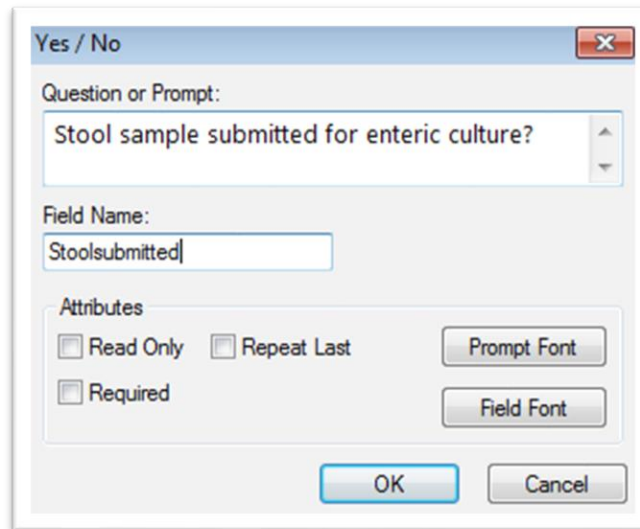 Yes / No
Question or Prompt:
Stool sample submitted for enteric culture?
Field Name:
Stoolsubmitted
Attributes
Read Only Repeat Last Prompt Font
Required
Field Font
OK Cancel